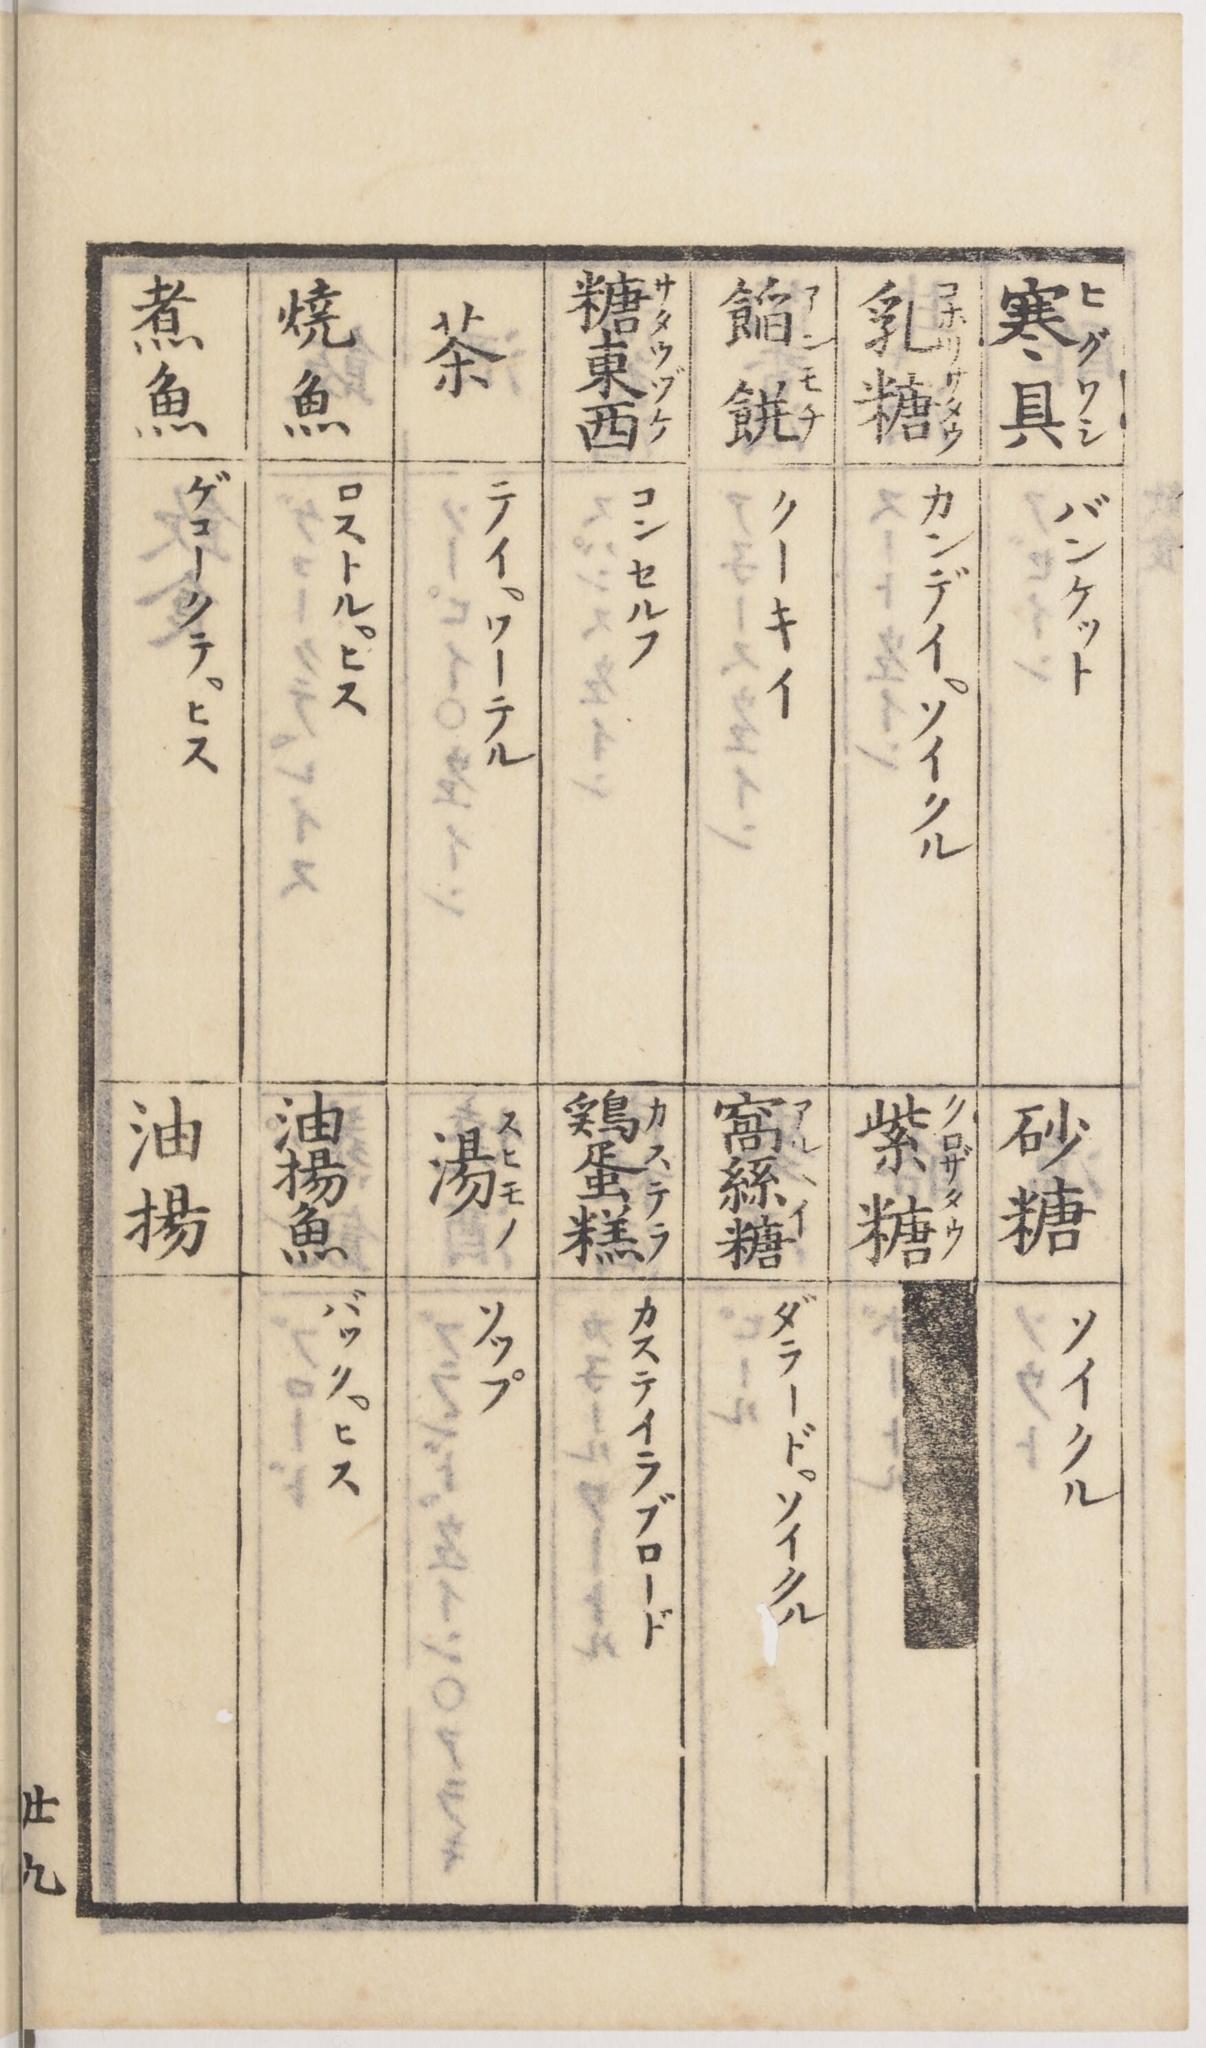 寒具 ヒグワシ
バンケット
砂糖
ソイクル
乳糖 コホリサタウ
カンデイ。ソイクル
紫糖 クロザタウ
餡餅 アンモチ
クーキイ
窩絲糖 アルヘイ
ダラード。ソイクル
糖東西 サタウヅケ
コンセルフ
鶏蛋糕 カステラ
カステイラブロード
茶
テイ。ワーテル
湯 スヒモノ
ソップ
燒魚
ロストル。ヒス
油揚魚
バック。ヒス
煮魚
ゲコークテ。ヒス
油揚
廿九